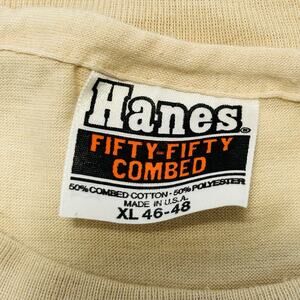 Hanes®
FIFTY-FIFTY
COMBED
50% COMBED COTTON - 50% POLYESTER
MADE IN U.S.A.
XL 46-48